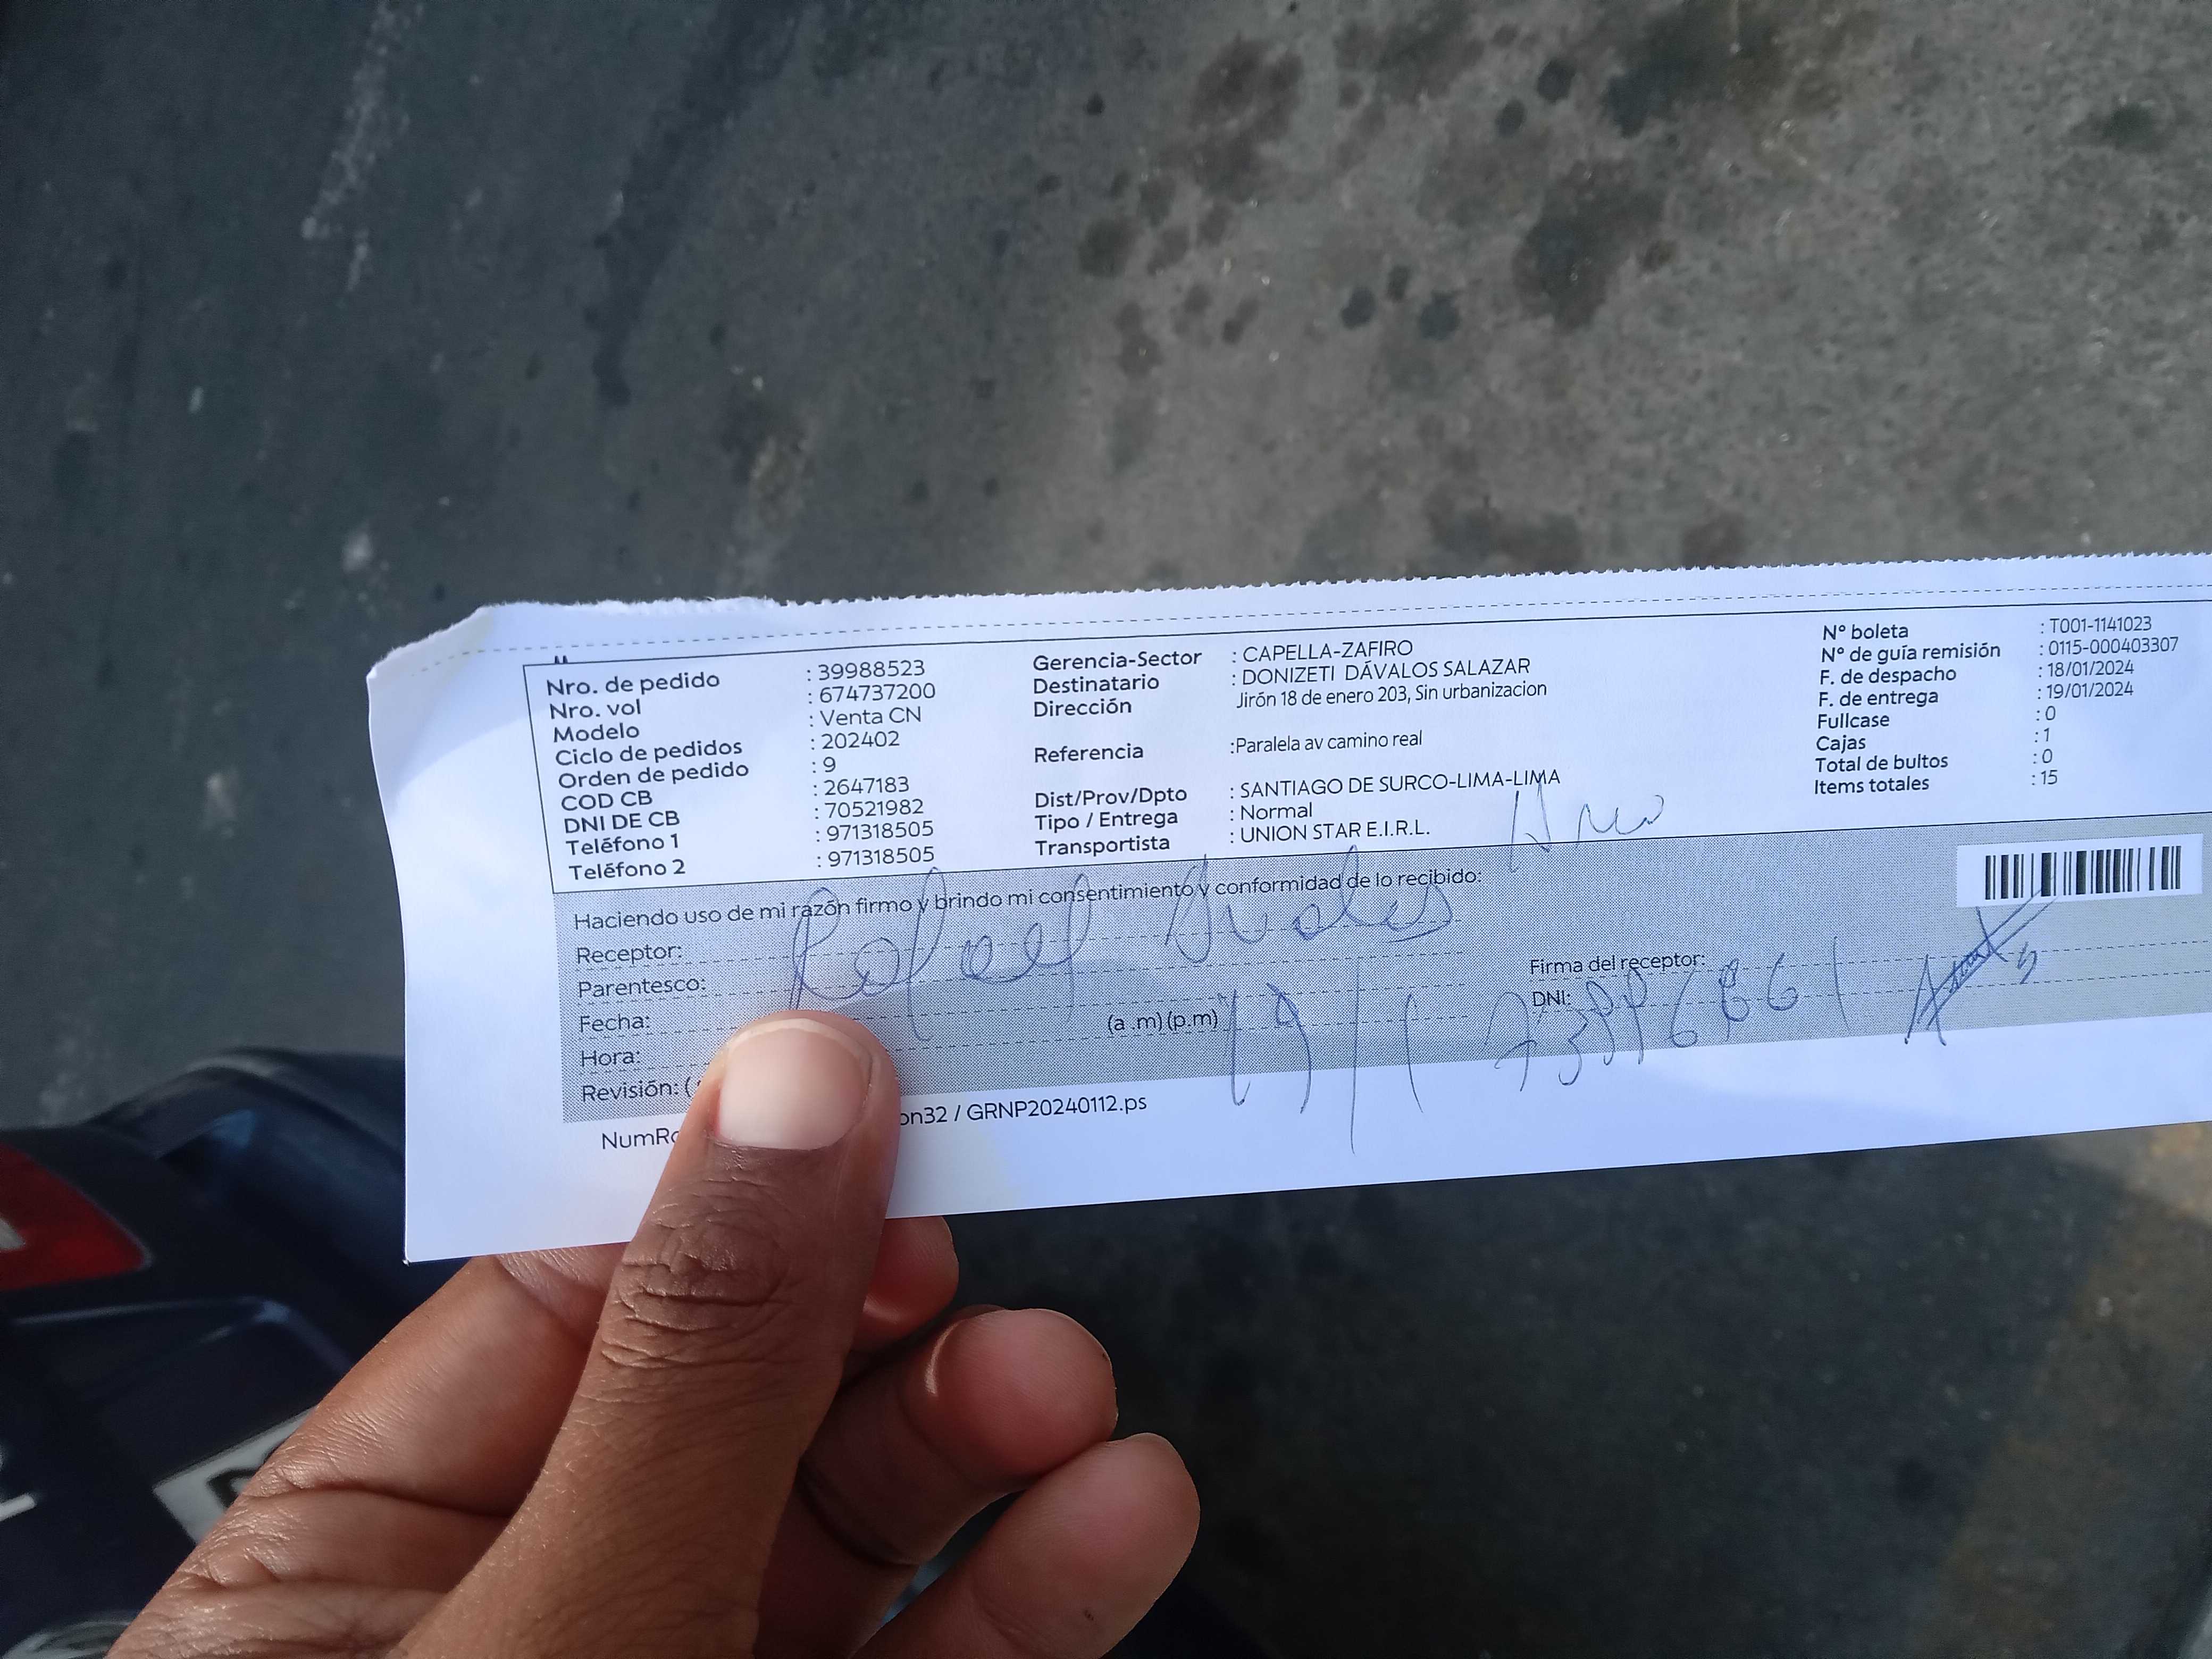 Nro. de pedido : 39988523
Nro. vol : 674737200
Modelo : Venta CN
Ciclo de pedidos : 202402
Orden de pedido : 9
COD CB : 2647183
DNI DE CB : 70521982
Teléfono 1 : 971318505
Teléfono 2 : 971318505
Gerencia-Sector : CAPELLA-ZAFIRO
Destinatario : DONIZETI DÁVALOS SALAZAR
Dirección Jirón 18 de enero 203, Sin urbanizacion
Referencia :Paralela av camino real
Dist/Prov/Dpto : SANTIAGO DE SURCO-LIMA-LIMA
Tipo / Entrega : Normal
Transportista : UNION STAR E.I.R.L.
N° boleta : T001-1141023
N° de guía remisión : 0115-000403307
F. de despacho : 18/01/2024
F. de entrega : 19/01/2024
Fullcase : 0
Cajas : 1
Total de bultos : 0
Items totales : 15
Haciendo uso de mi razón firmo y brindo mi consentimiento y conformidad de lo recibido:
Receptor: Rafael
Parentesco:
Fecha:
(a .m) (p.m)
Hora:
Revisión: (
Firma del receptor:
DNI:
19/1
on32 / GRNP20240112.ps